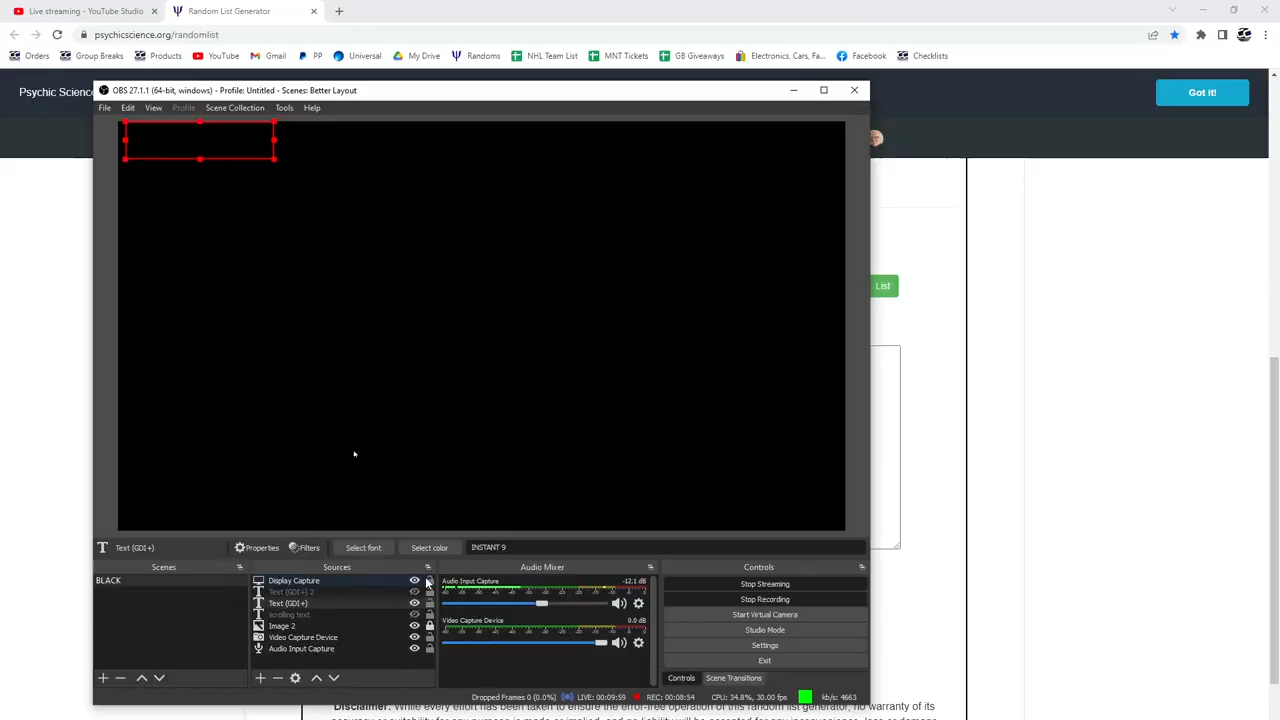 Live streaming - YouTube Studio
Random List Generator
psychicscience.org/randomlist
Orders
Group Breaks
Products
YouTube
Gmail
PP
Universal
My Drive
Randoms
NHL Team List
MNT Tickets
GB Giveaways
Electronics, Cars, Fa...
Facebook
Checklists
Psychic Scienc
Got it!
OBS 27.1.1 (64-bit, windows) - Profile: Untitled - Scenes: Better Layout
File Edit View Profile Scene Collection Tools Help
List
Text (GDI+)
Properties
Filters
Select font
Select color
INSTANT 9
Scenes
BLACK
Sources
Display Capture
Text (GDI+) 2
Text (GDI+)
scrolling text
Image 2
Video Capture Device
Audio Input Capture
Audio Mixer
Audio Input Capture
-12.1 dB
Video Capture Device
0.0 dB
Controls
Stop Streaming
Stop Recording
Start Virtual Camera
Studio Mode
Settings
Exit
Controls
Scene Transitions
Dropped Frames 0 (0.0%)
LIVE: 00:09:59
REC: 00:08:54
CPU: 34.8%, 30.00 fps
kb/s: 4663
Disclaimer: While every effort has been taken to ensure the error-free operation of this random list generator, no warranty of its